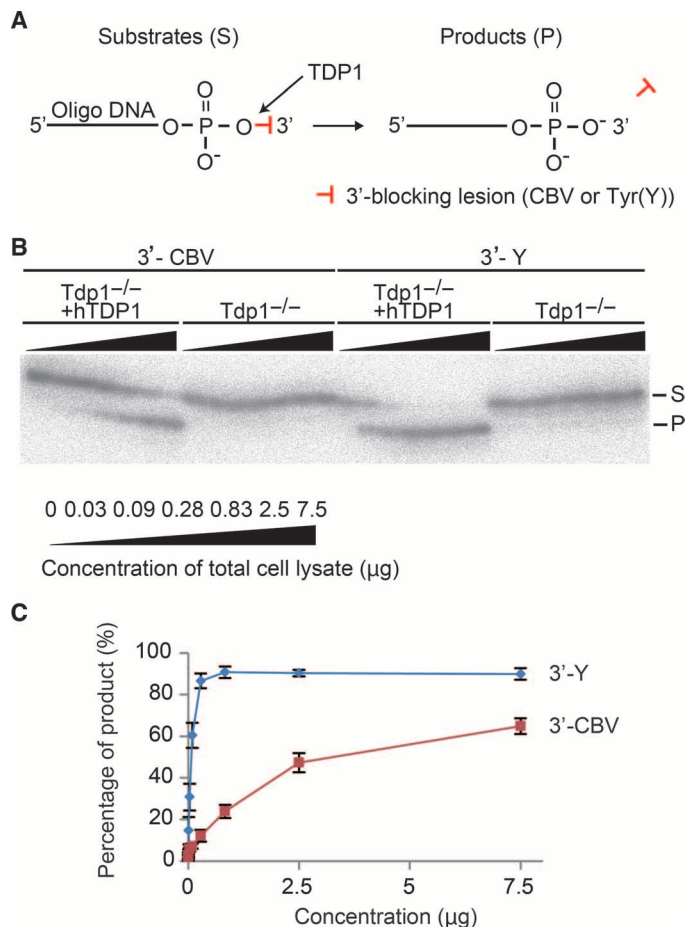 A
Substrates (S)
Products (P)
TDP1
5' Oligo DNA O P O 3'
O
O-
5' O P O- 3'
O
O-
3'-blocking lesion (CBV or Tyr(Y))
B
3'- CBV
3'- Y
Tdp1-/-
+hTDP1
Tdp1-/-
Tdp1-/-
+hTDP1
Tdp1-/-
S
P
0 0.03 0.09 0.28 0.83 2.5 7.5
Concentration of total cell lysate (μg)
C
Percentage of product (%)
100
80
60
40
20
0
3'-Y
3'-CBV
0 2.5 5 7.5
Concentration (μg)